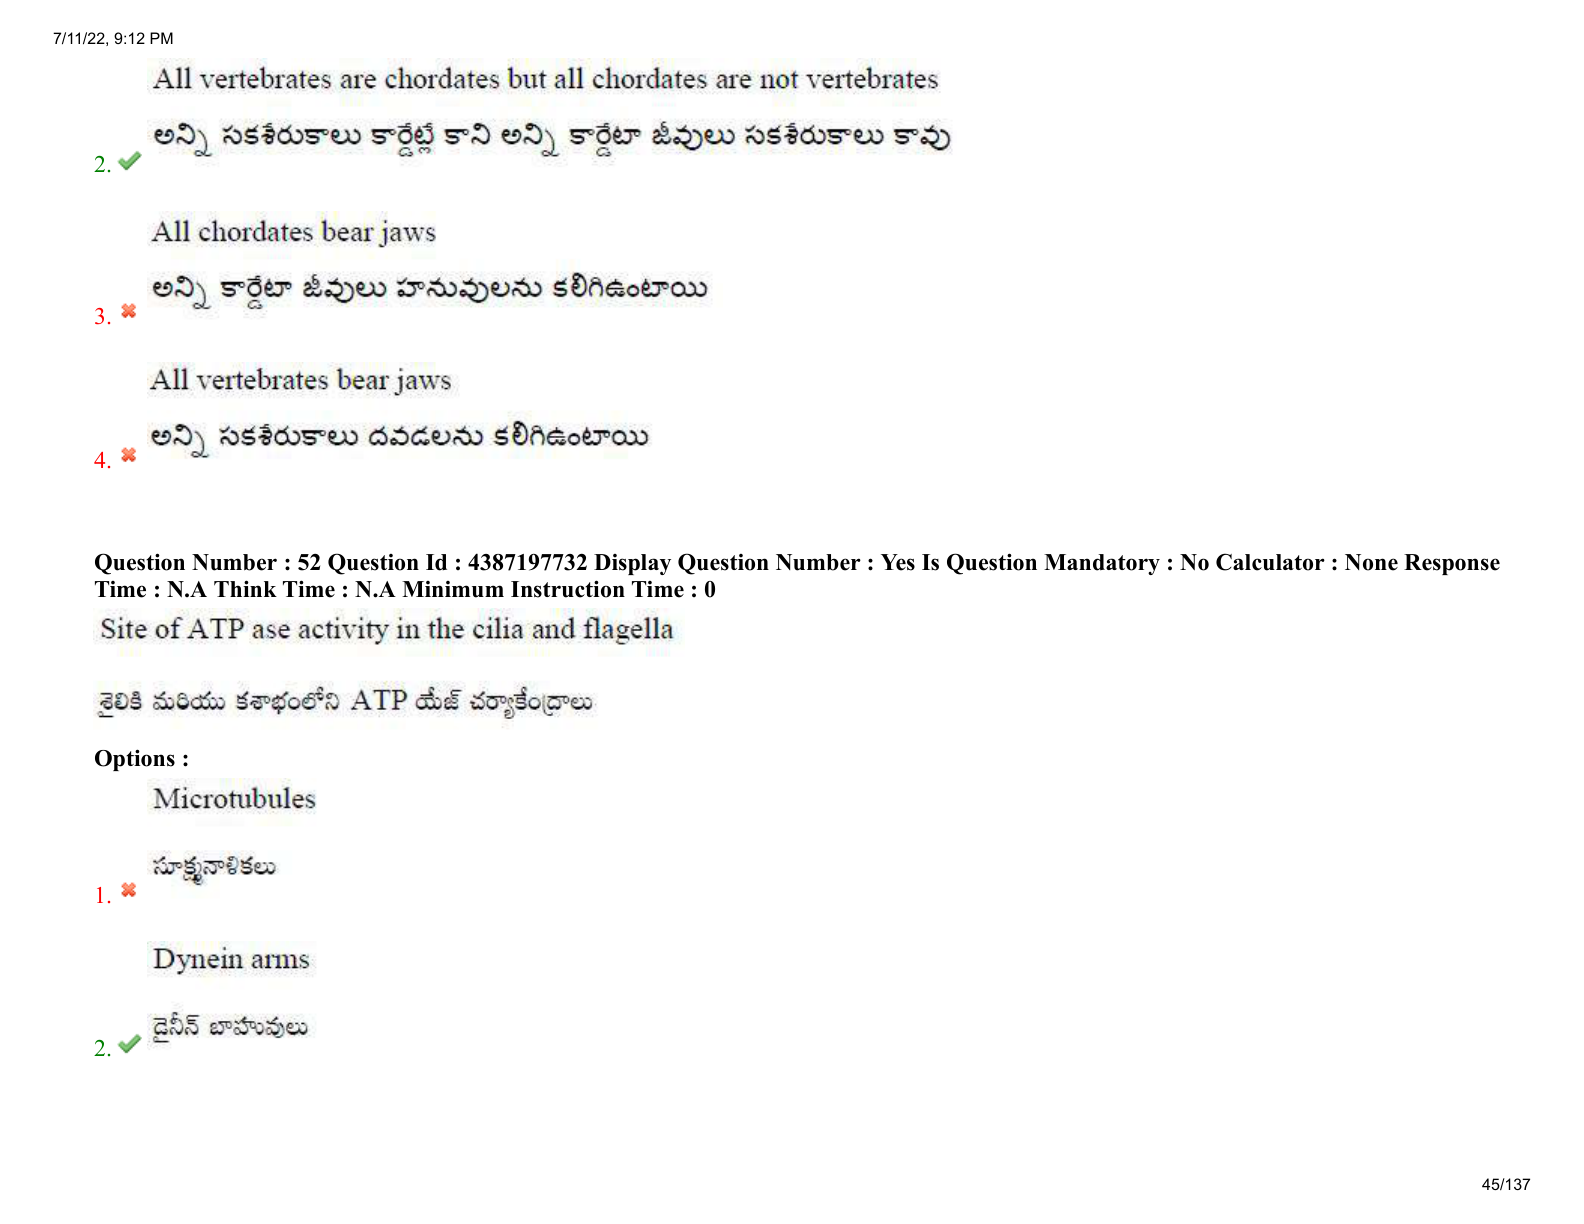 7/11/22, 9:12 PM
All vertebrates are chordates but all chordates are not vertebrates
అన్ని సకశేరుకాలు కార్డేట్లే కాని అన్ని కార్డేటా జీవులు సకశేరుకాలు కావు
2.
All chordates bear jaws
అన్ని కార్డేటా జీవులు హనువులను కలిగిఉంటాయి
3.
All vertebrates bear jaws
అన్ని సకశేరుకాలు దవడలను కలిగిఉంటాయి
4.
Question Number : 52 Question Id : 4387197732 Display Question Number : Yes Is Question Mandatory : No Calculator : None Response
Time : N.A Think Time : N.A Minimum Instruction Time : 0
Site of ATP ase activity in the cilia and flagella
శైలికి మరియు కశాభంలోని ATP యేజ్ చర్యాకేంద్రాలు
Options :
Microtubules
సూక్ష్మనాళికలు
1.
Dynein arms
డైనీన్ బాహువులు
2.
45/137